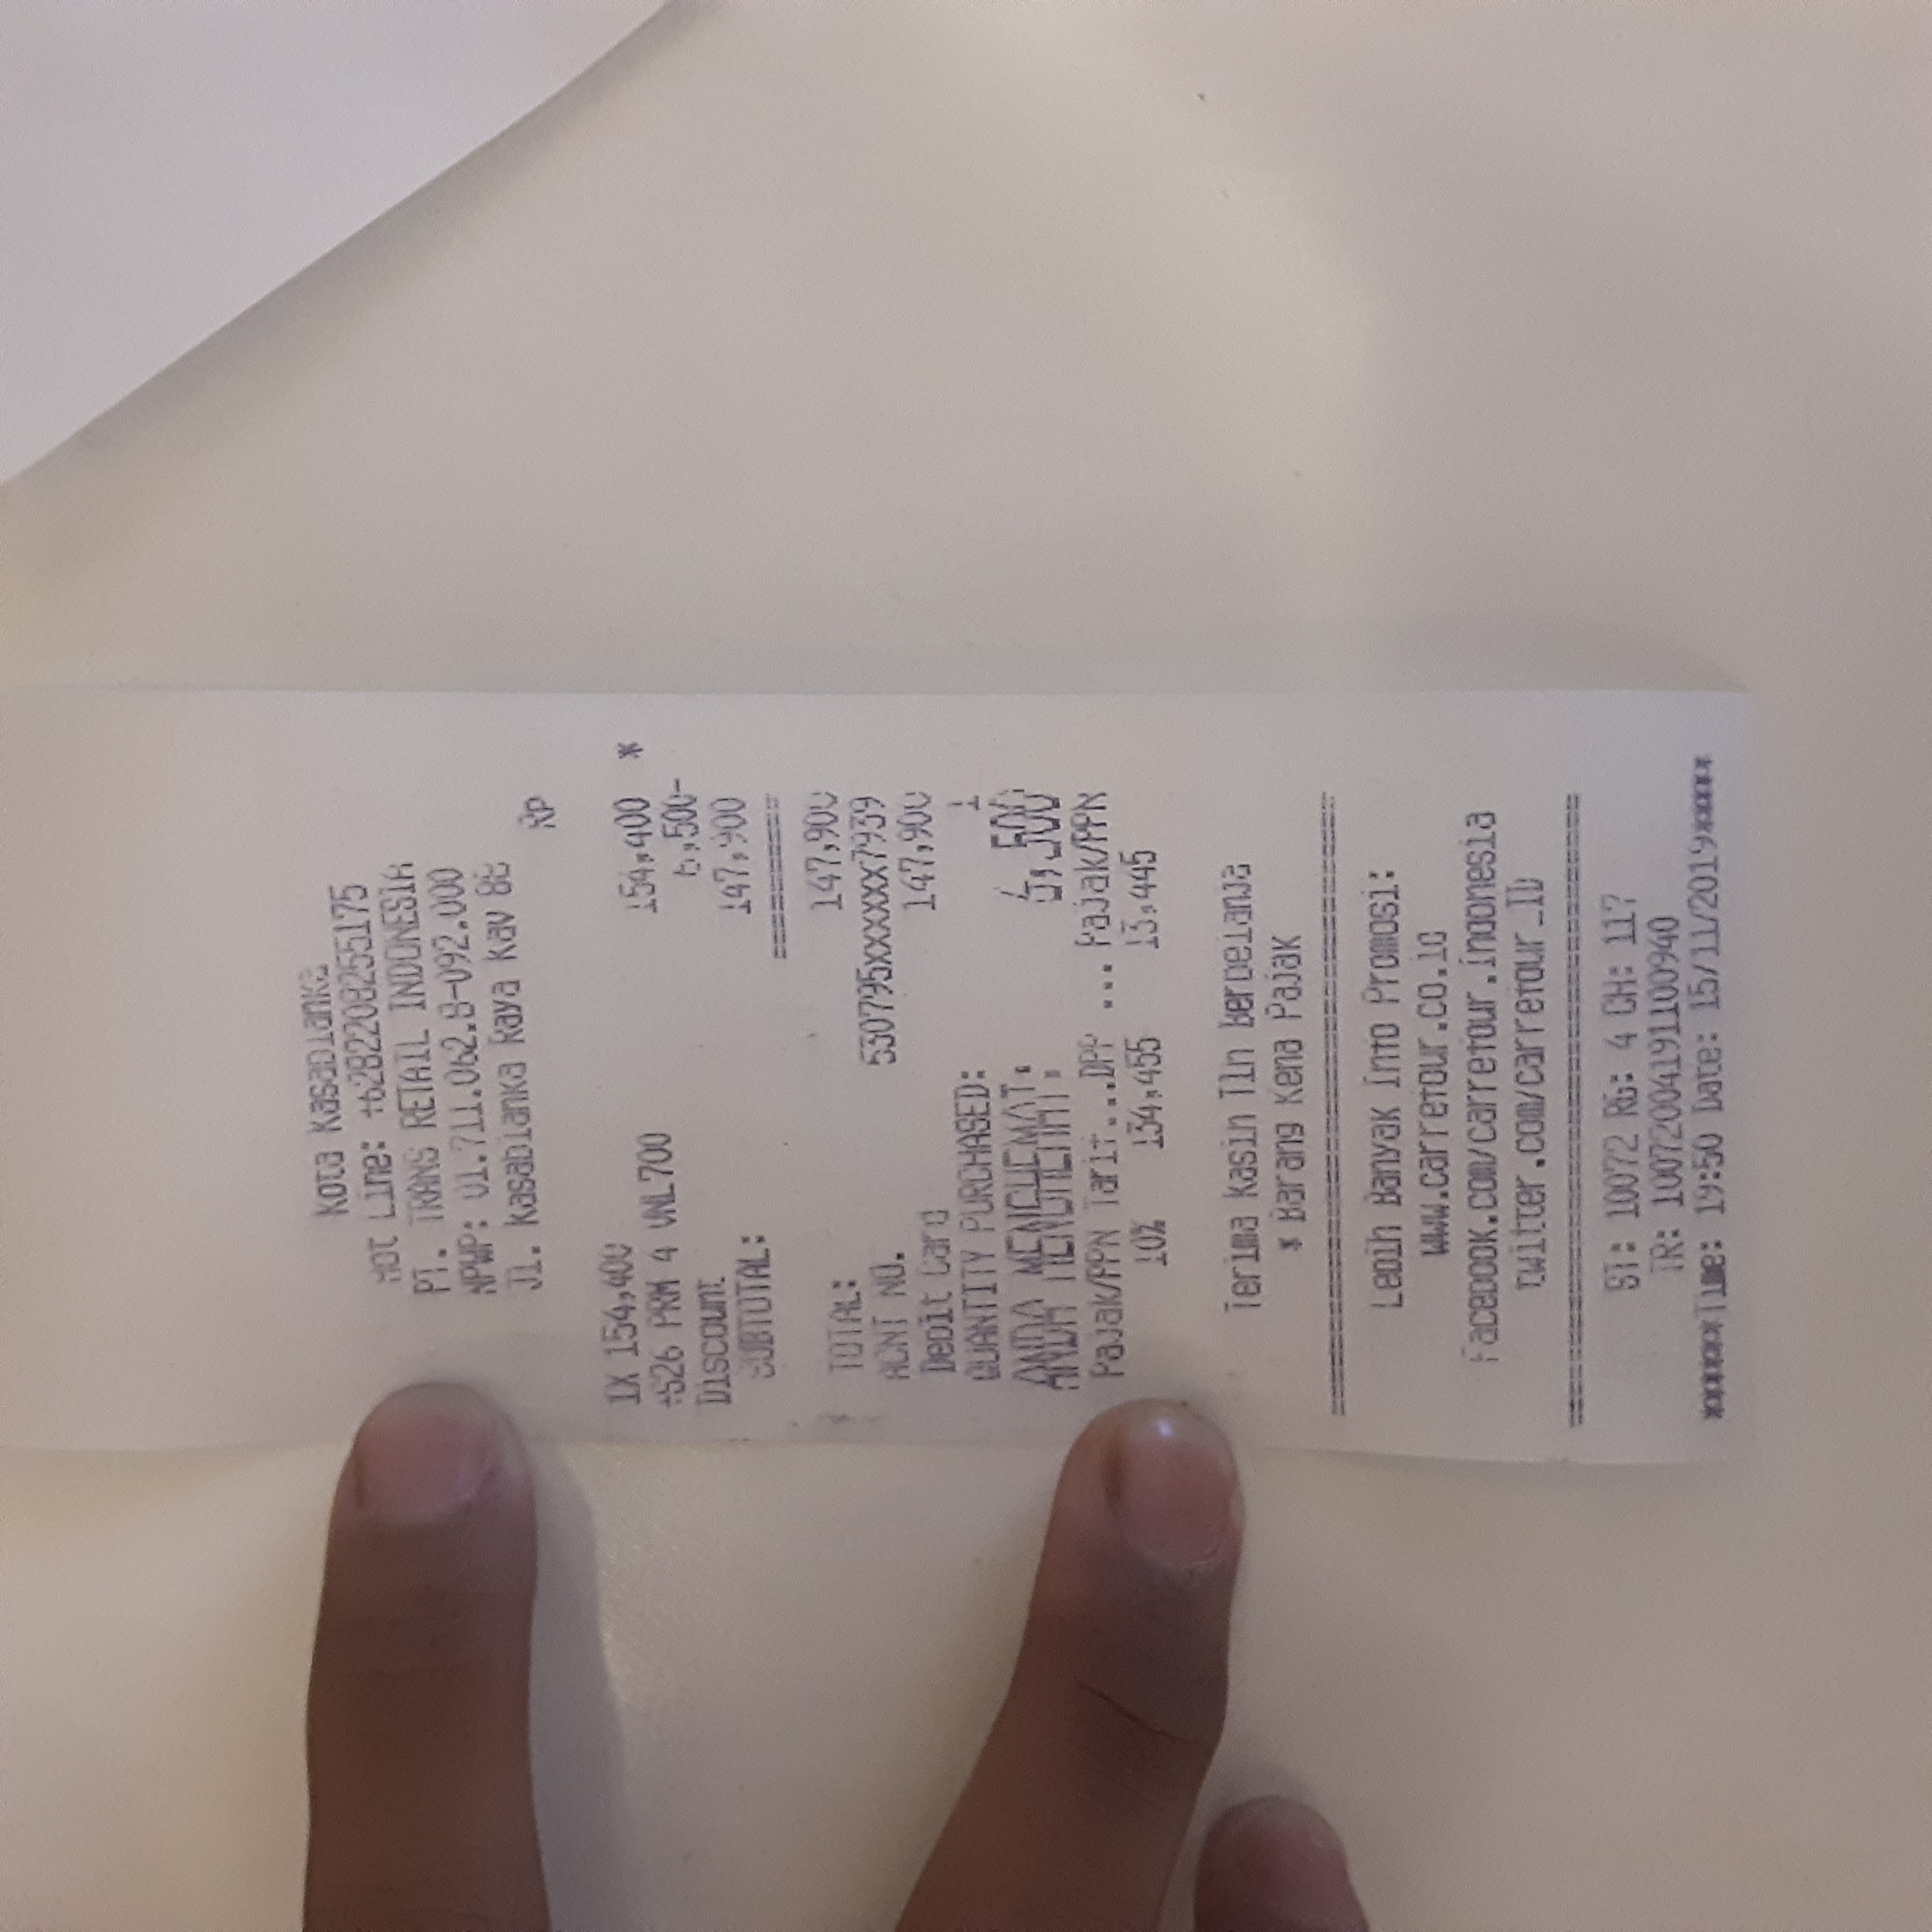 Kota Kasablanka
Hot Line: +6282208255175
PT. TRANS RETAIL INDONESIA
NPWP: 01.711.062.8-092.000
Jl. Kasablanka Raya Kav 88
Rp
1X 154,400
+S26 PRM 4 VNL700 154,400 *
Discount 6,500-
SUBTOTAL: 147,900
==========
TOTAL: 147,900
ACNT NO. 530795xxxxxx7939
Debit Card 147,900
QUANTITY PURCHASED: 1
ANDA MENGHEMAT: 6,500
Pajak/PPN Tarif...DPP ... Pajak/PPN
10% 134,455 13,445
Terima Kasih Tlh Berbelanja
* Barang Kena Pajak
===================================
Lebih Banyak Info Promosi:
www.carrefour.co.id
Facebook.com/carrefour.indonesia
twitter.com/carrefour_ID
===================================
ST: 10072 RG: 4 CH: 117
TR: 10072004191100940
******Time: 19:50 Date: 15/11/2019*****